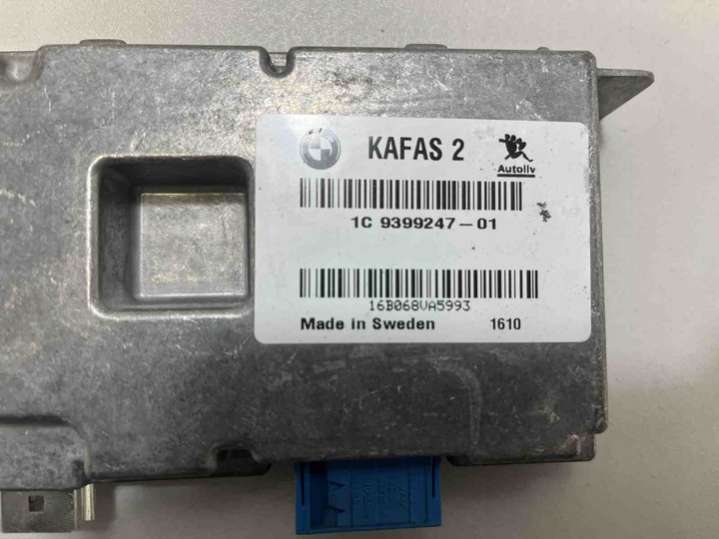 KAFAS 2
Autoliv
1C 9399247-01
16B068VA5993
Made in Sweden 1610